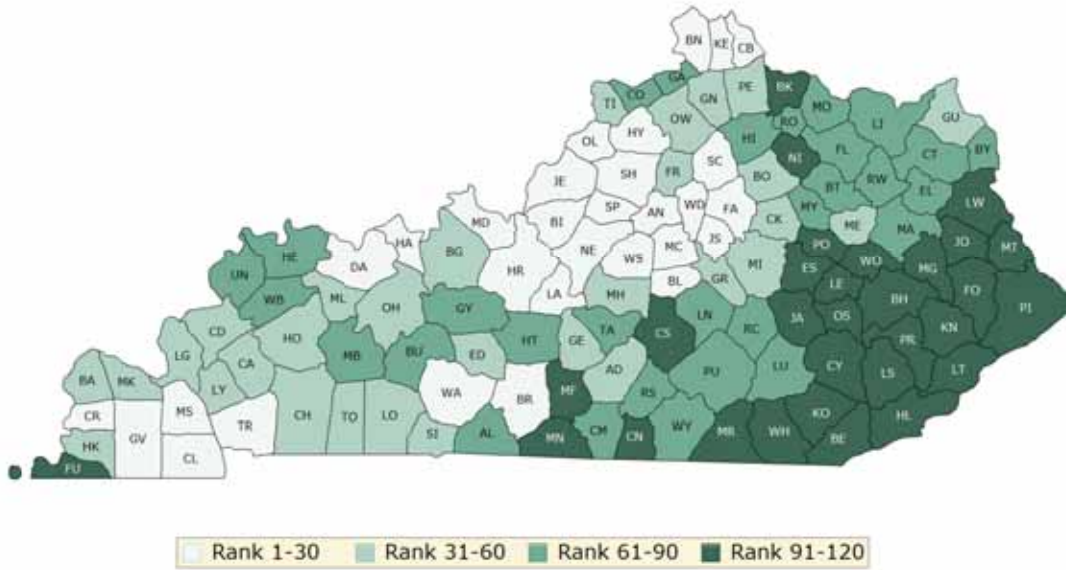 BN KE CB
GA
CO TI GN PE BK
OW RO MO LI GU
HY HI
OL SC FL CT BY
SH FR BO NI
JE BT RW EL
SP AN WD FA MY LW
MD BI CK ME MA
HA NE JS PO JO MT
HE BG WS MC MI WO
DA HR BL GR ES MG
UN LA LE FO
WB ML OH MH BH PI
GY LN JA OS
CD TA CS RC KN
HO BU HT GE PR
LG MB ED PU LU CY LS LT
CA AD
BA MK LY WA BR MF RS
MS KO HL
CR CH TO LO
TR SI AL MN CM CN WY MR WH BE
HK GV
FU CL
Rank 1-30 Rank 31-60 Rank 61-90 Rank 91-120